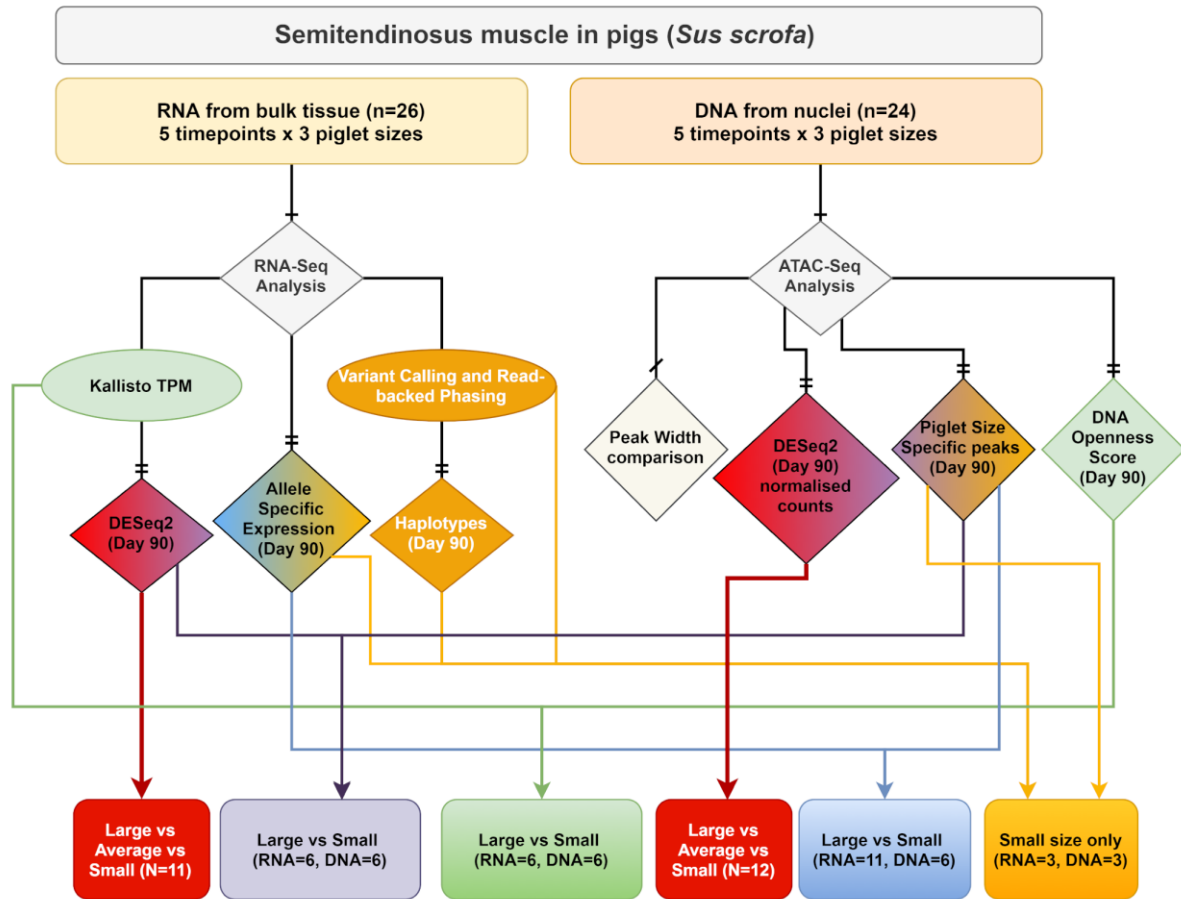 Semitendinosus muscle in pigs (Sus scrofa)
RNA from bulk tissue (n=26)
5 timepoints x 3 piglet sizes
DNA from nuclei (n=24)
5 timepoints x 3 piglet sizes
RNA-Seq
Analysis
ATAC-Seq
Analysis
Kallisto TPM
Variant Calling and Read-
backed Phasing
DESeq2
(Day 90)
Allele
Specific
Expression
(Day 90)
Haplotypes
(Day 90)
Peak Width
comparison
DESeq2
(Day 90)
normalised
counts
Piglet Size
Specific peaks
(Day 90)
DNA
Openness
Score
(Day 90)
Large vs
Average vs
Small (N=11)
Large vs Small
(RNA=6, DNA=6)
Large vs Small
(RNA=6, DNA=6)
Large vs
Average vs
Small (N=12)
Large vs Small
(RNA=11, DNA=6)
Small size only
(RNA=3, DNA=3)